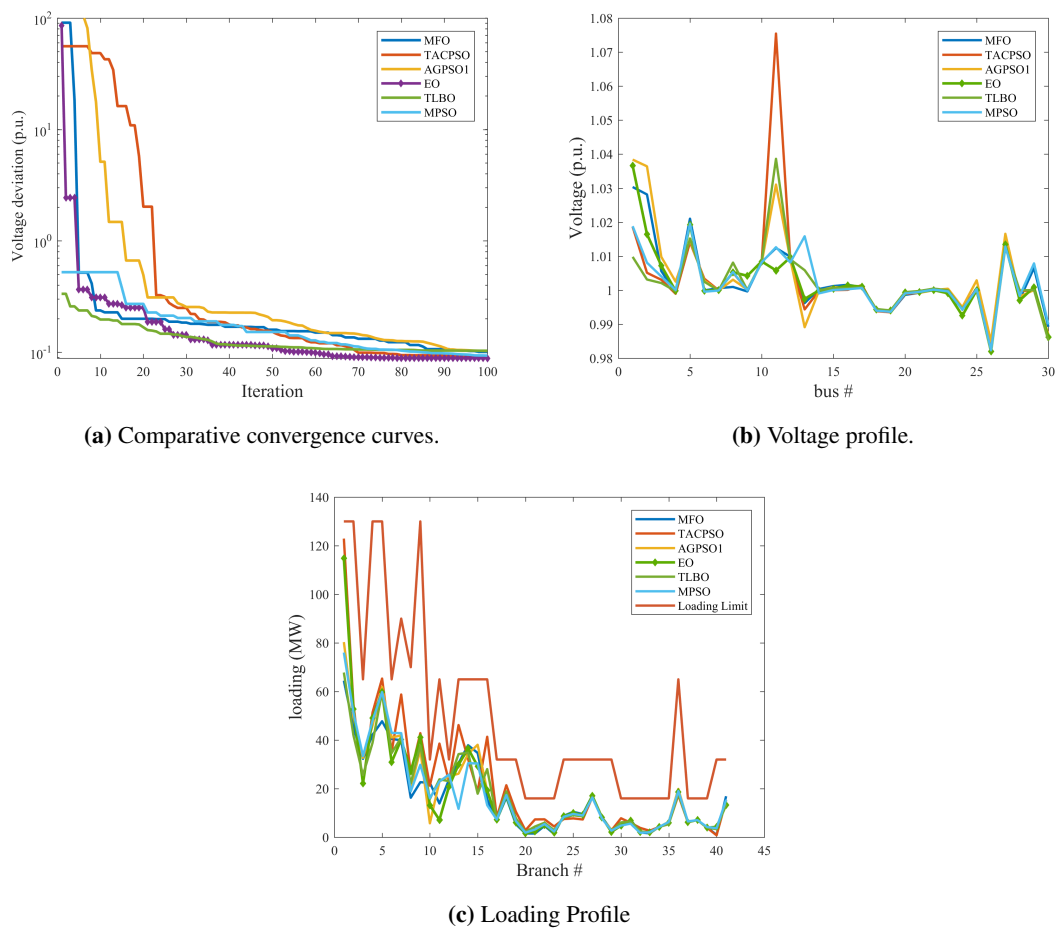 10^2
10^1
10^0
10^-1
Voltage deviation (p.u.)
0 10 20 30 40 50 60 70 80 90 100
Iteration
MFO
TACPSO
AGPSO1
EO
TLBO
MPSO
(a) Comparative convergence curves.
1.08
1.07
1.06
1.05
1.04
1.03
1.02
1.01
1
0.99
0.98
Voltage (p.u.)
0 5 10 15 20 25 30
bus #
MFO
TACPSO
AGPSO1
EO
TLBO
MPSO
(b) Voltage profile.
140
120
100
80
60
40
20
0
loading (MW)
0 5 10 15 20 25 30 35 40 45
Branch #
MFO
TACPSO
AGPSO1
EO
TLBO
MPSO
Loading Limit
(c) Loading Profile